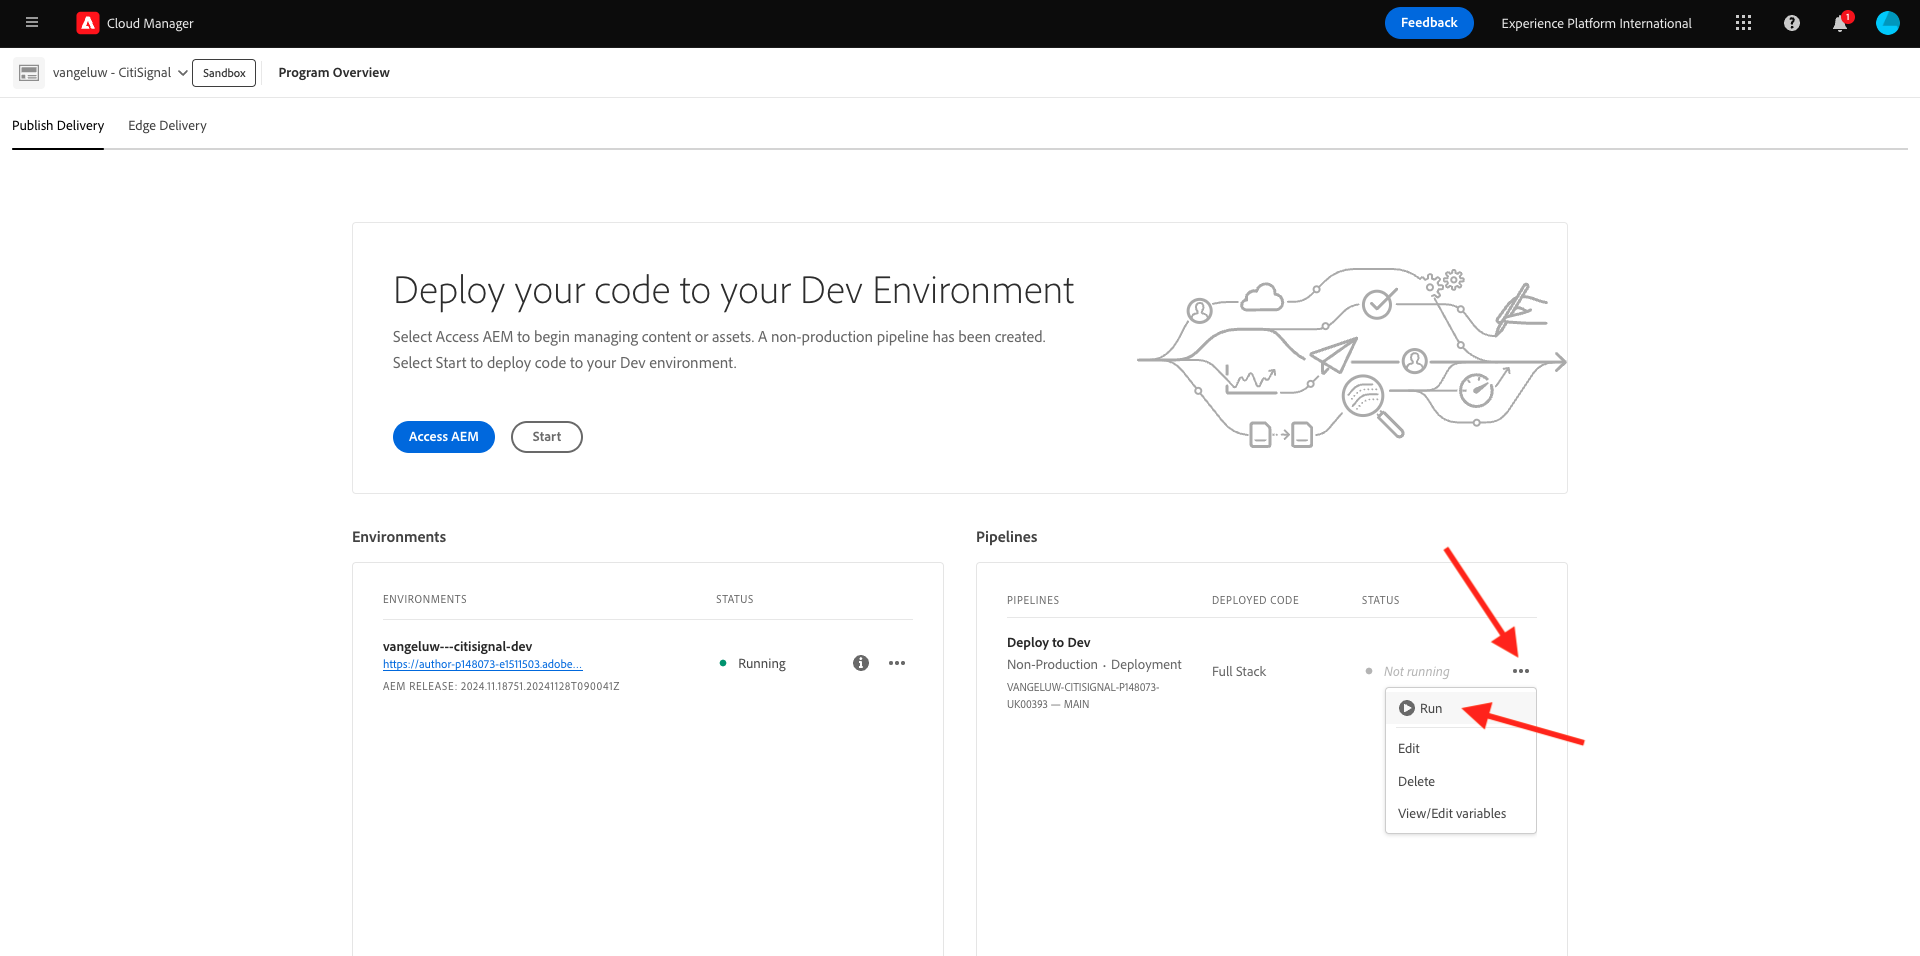 Cloud Manager
Feedback
Experience Platform International
1
vangeluw - CitiSignal
Sandbox
Program Overview
Publish Delivery
Edge Delivery
Deploy your code to your Dev Environment
Select Access AEM to begin managing content or assets. A non-production pipeline has been created.
Select Start to deploy code to your Dev environment.
Access AEM
Start
Environments
ENVIRONMENTS
STATUS
vangeluw---citisignal-dev
https://author-p148073-e1511503.adobe...
AEM RELEASE: 2024.11.18751.20241128T090041Z
Running
Pipelines
PIPELINES
DEPLOYED CODE
STATUS
Deploy to Dev
Non-Production · Deployment
VANGELUW-CITISIGNAL-P148073-
UK00393 — MAIN
Full Stack
Not running
Run
Edit
Delete
View/Edit variables